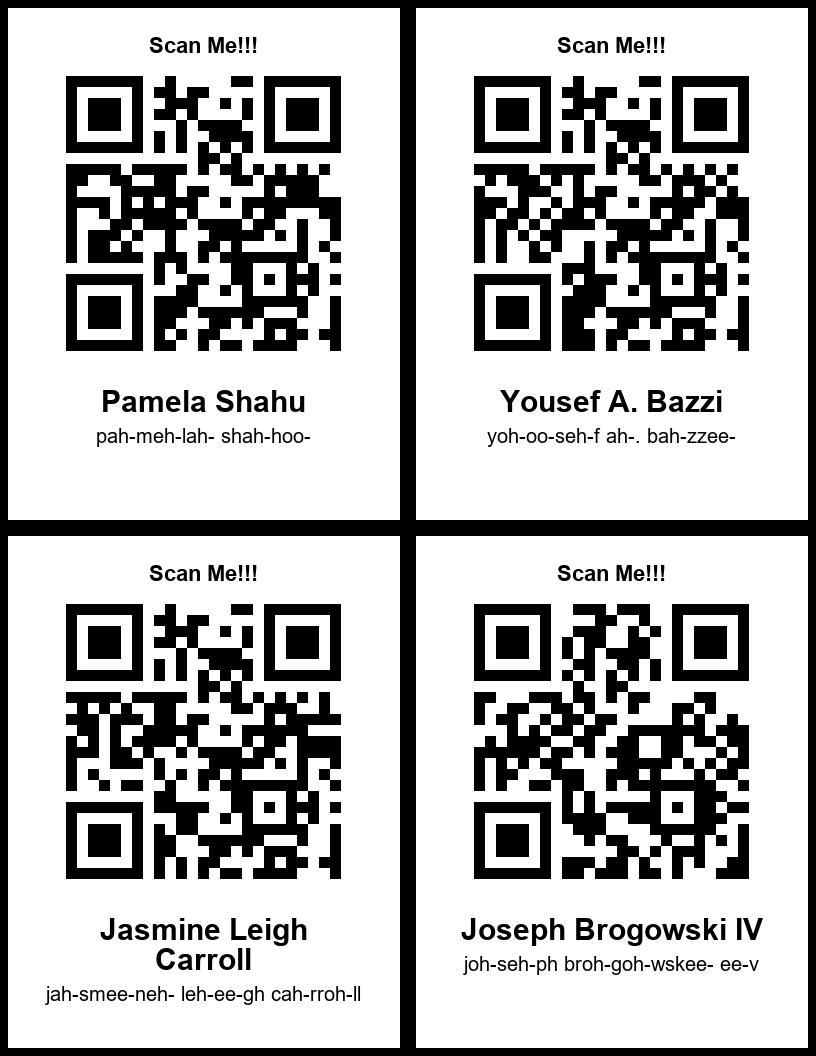 Scan Me!!!
Pamela Shahu
pah-meh-lah- shah-hoo-
Scan Me!!!
Yousef A. Bazzi
yoh-oo-seh-f ah-. bah-zzee-
Scan Me!!!
Jasmine Leigh
Carroll
jah-smee-neh- leh-ee-gh cah-rroh-ll
Scan Me!!!
Joseph Brogowski IV
joh-seh-ph broh-goh-wskee- ee-v